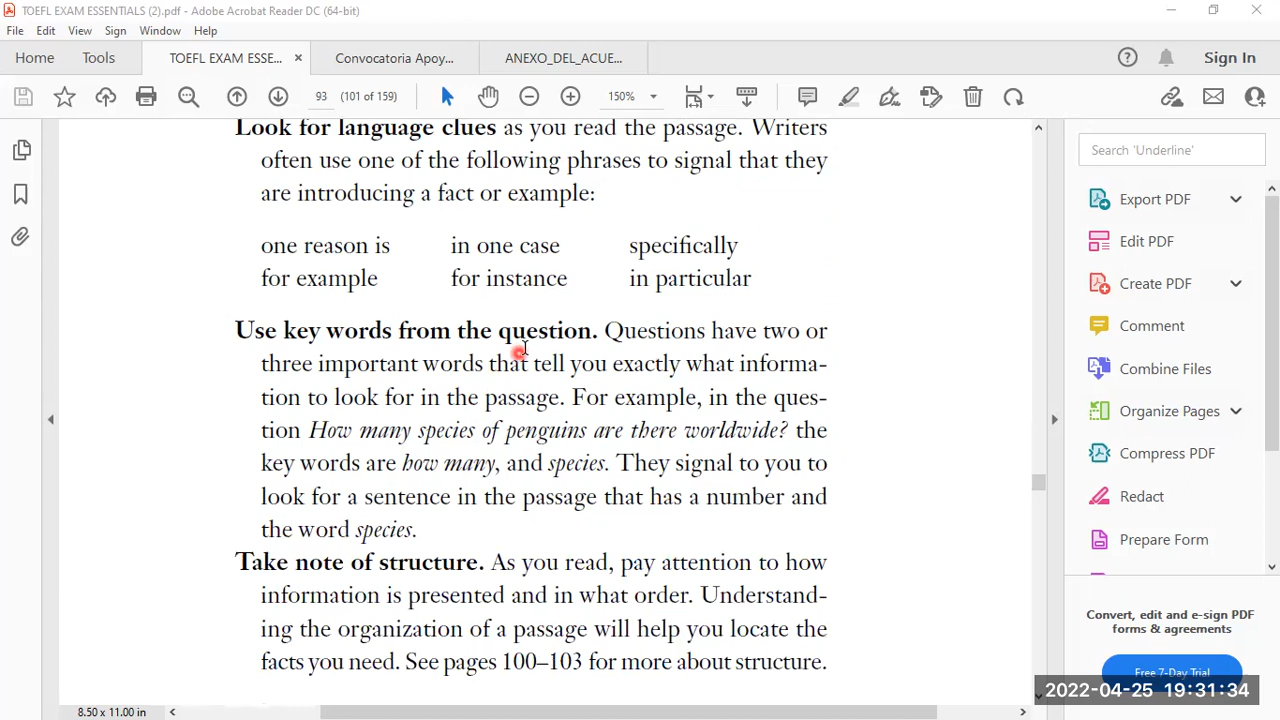 TOEFL EXAM ESSENTIALS (2).pdf - Adobe Acrobat Reader DC (64-bit)
File Edit View Sign Window Help
Home Tools TOEFL EXAM ESSE... × Convocatoria Apoy... ANEXO_DEL_ACUE... Sign In
93 (101 of 159) 150%
Look for language clues as you read the passage. Writers
often use one of the following phrases to signal that they
are introducing a fact or example:
one reason is in one case specifically
for example for instance in particular
Use key words from the question. Questions have two or
three important words that tell you exactly what informa-
tion to look for in the passage. For example, in the ques-
tion How many species of penguins are there worldwide? the
key words are how many, and species. They signal to you to
look for a sentence in the passage that has a number and
the word species.
Take note of structure. As you read, pay attention to how
information is presented and in what order. Understand-
ing the organization of a passage will help you locate the
facts you need. See pages 100–103 for more about structure.
8.50 x 11.00 in
Search 'Underline'
Export PDF
Edit PDF
Create PDF
Comment
Combine Files
Organize Pages
Compress PDF
Redact
Prepare Form
Convert, edit and e-sign PDF
forms & agreements
Free 7-Day Trial
2022-04-25 19:31:34